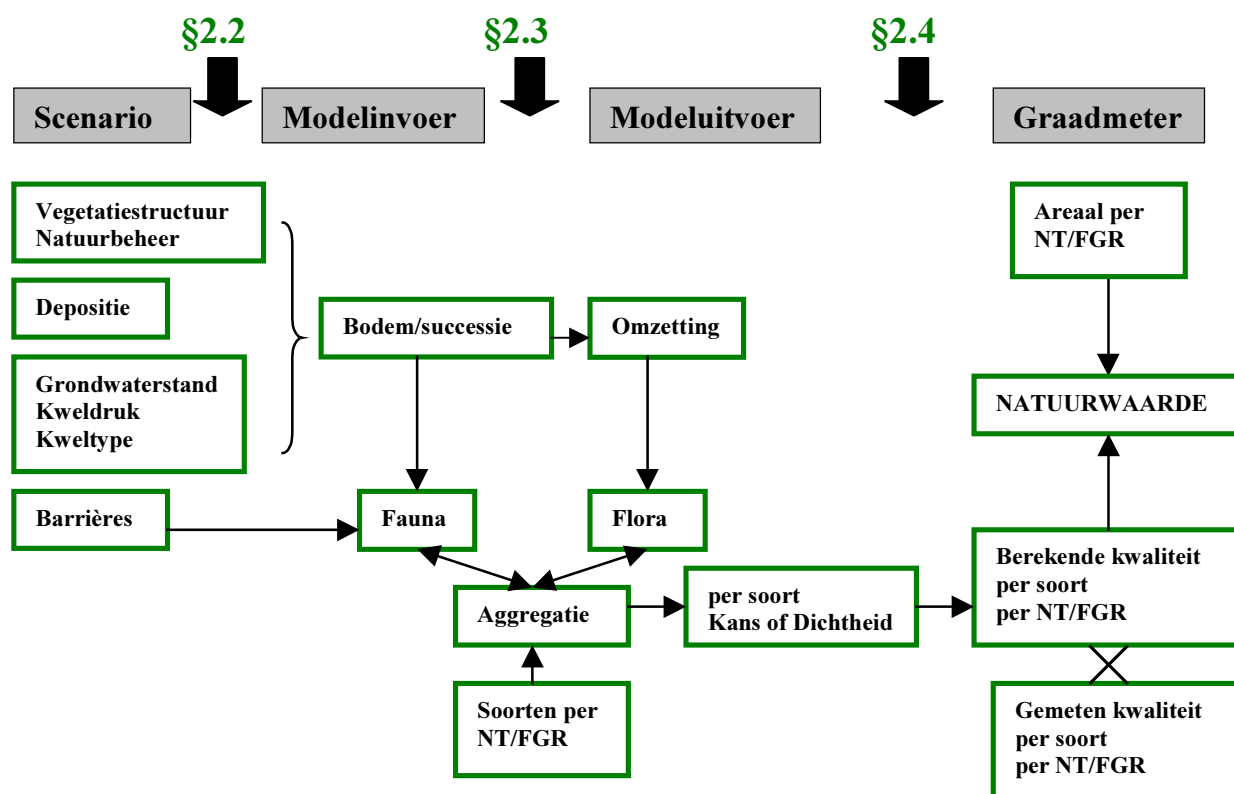 §2.2
§2.3
§2.4
Scenario
Modelinvoer
Modeluitvoer
Graadmeter
Vegetatiestructuur
Natuurbeheer
Depositie
Grondwaterstand
Kweldruk
Kweltype
Barrières
Bodem/successie
Omzetting
Fauna
Flora
Aggregatie
Soorten per
NT/FGR
per soort
Kans of Dichtheid
Areaal per
NT/FGR
NATUURWAARDE
Berekende kwaliteit
per soort
per NT/FGR
Gemeten kwaliteit
per soort
per NT/FGR